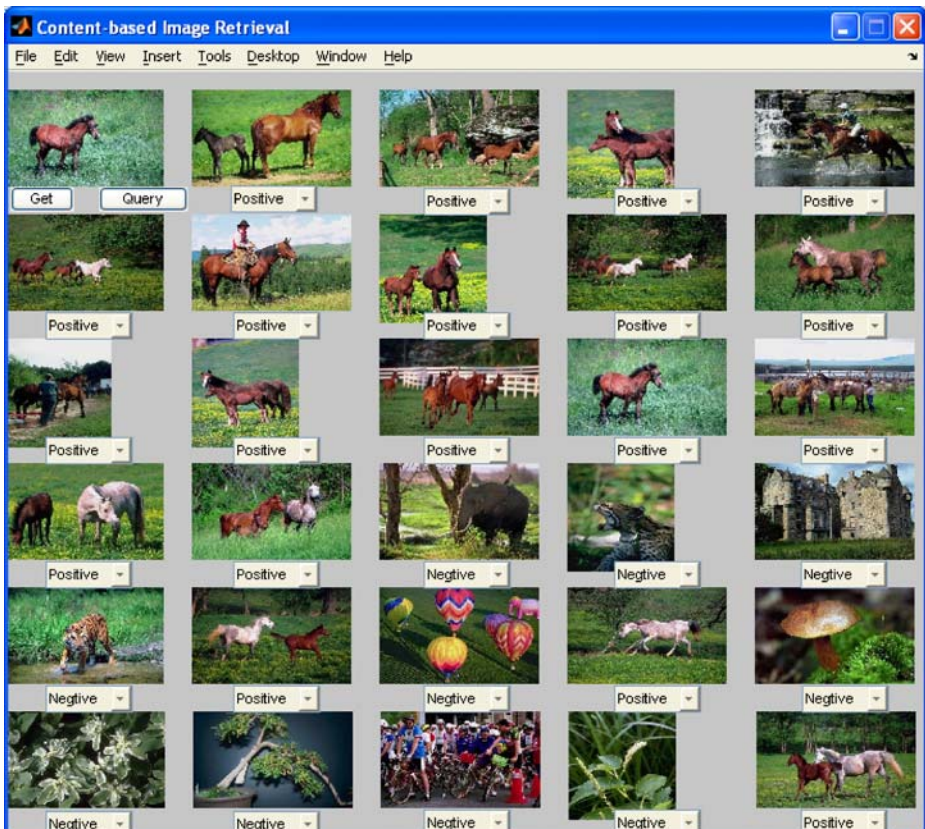 Content-based Image Retrieval
File Edit View Insert Tools Desktop Window Help
Get Query Positive Positive Positive Positive
Positive Positive Positive Positive Positive
Positive Positive Positive Positive Positive
Positive Positive Negtive Negtive Negtive
Negtive Positive Negtive Positive Negtive
Negtive Negtive Negtive Negtive Positive